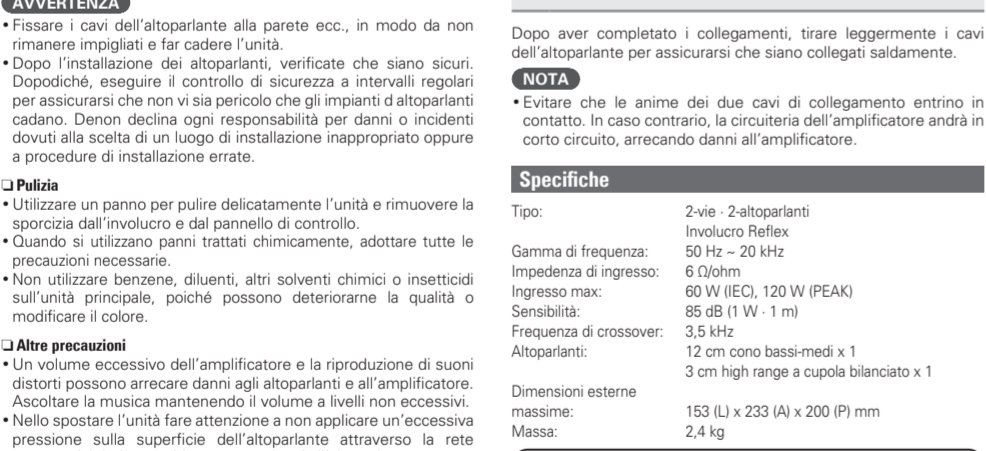 AVVERTENZA
• Fissare i cavi dell’altoparlante alla parete ecc., in modo da non
rimanere impigliati e far cadere l’unità.
• Dopo l’installazione dei altoparlanti, verificate che siano sicuri.
Dopodiché, eseguire il controllo di sicurezza a intervalli regolari
per assicurarsi che non vi sia pericolo che gli impianti d altoparlanti
cadano. Denon declina ogni responsabilità per danni o incidenti
dovuti alla scelta di un luogo di installazione inappropriato oppure
a procedure di installazione errate.
❏ Pulizia
• Utilizzare un panno per pulire delicatamente l’unità e rimuovere la
sporcizia dall’involucro e dal pannello di controllo.
• Quando si utilizzano panni trattati chimicamente, adottare tutte le
precauzioni necessarie.
• Non utilizzare benzene, diluenti, altri solventi chimici o insetticidi
sull’unità principale, poiché possono deteriorarne la qualità o
modificare il colore.
❏ Altre precauzioni
• Un volume eccessivo dell’amplificatore e la riproduzione di suoni
distorti possono arrecare danni agli altoparlanti e all’amplificatore.
Ascoltare la musica mantenendo il volume a livelli non eccessivi.
• Nello spostare l’unità fare attenzione a non applicare un’eccessiva
pressione sulla superficie dell’altoparlante attraverso la rete
Dopo aver completato i collegamenti, tirare leggermente i cavi
dell’altoparlante per assicurarsi che siano collegati saldamente.
NOTA
• Evitare che le anime dei due cavi di collegamento entrino in
contatto. In caso contrario, la circuiteria dell’amplificatore andrà in
corto circuito, arrecando danni all’amplificatore.
Specifiche
Tipo: 2-vie · 2-altoparlanti
Involucro Reflex
Gamma di frequenza: 50 Hz ~ 20 kHz
Impedenza di ingresso: 6 Ω/ohm
Ingresso max: 60 W (IEC), 120 W (PEAK)
Sensibilità: 85 dB (1 W · 1 m)
Frequenza di crossover: 3,5 kHz
Altoparlanti: 12 cm cono bassi-medi x 1
3 cm high range a cupola bilanciato x 1
Dimensioni esterne
massime: 153 (L) x 233 (A) x 200 (P) mm
Massa: 2,4 kg